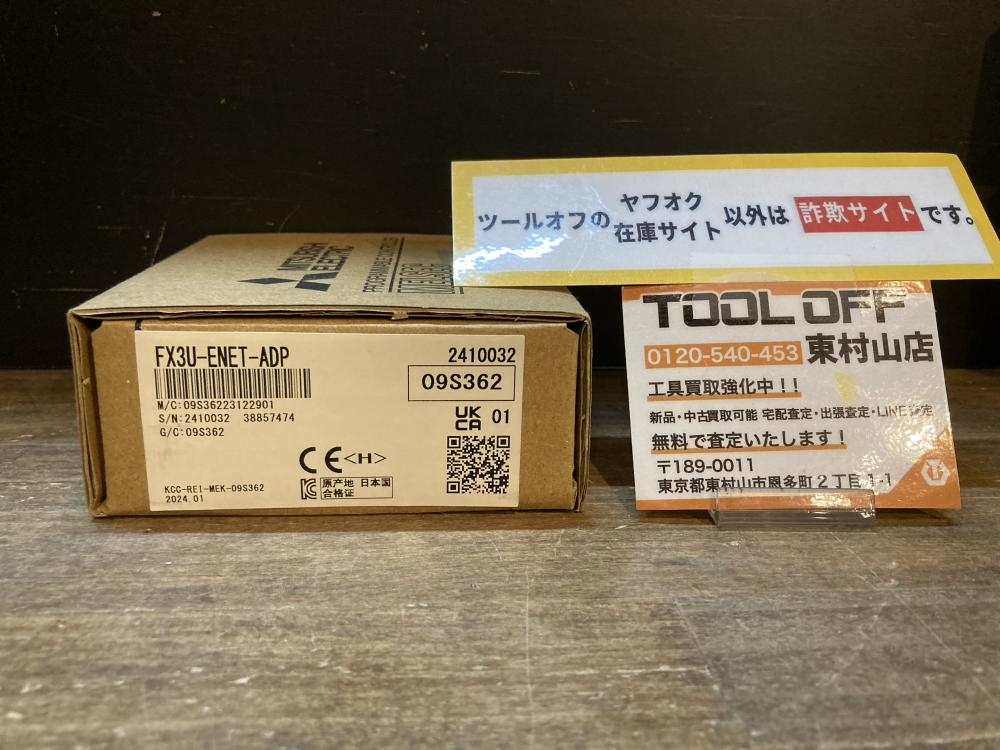 MITSUBISHI
ELECTRIC
FX3U-ENET-ADP
2410032
09S362
M/C:09S36223122901
S/N:2410032 38857474
G/C:09S362
UK
CA 01
CE <H>
原産地 日本国
合格证
KCC-REI-MEK-09S362
2024.01
ツールオフの ヤフオク
在庫サイト 以外は 詐欺サイト です。
TOOL OFF
0120-540-453 東村山店
工具買取強化中!!
新品・中古買取可能 宅配査定・出張査定・LINE査定
無料で査定いたします!
〒189-0011
東京都東村山市恩多町2丁目1-1